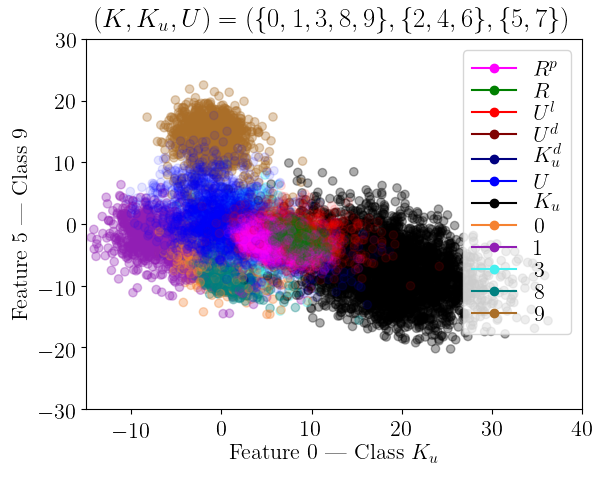 (K, K_u, U) = ({0, 1, 3, 8, 9}, {2, 4, 6}, {5, 7})
30
20
10
0
−10
−20
−30
Feature 5 — Class 9
R^p
R
U^l
U^d
K_u^d
U
K_u
0
1
3
8
9
−10
0
10
20
30
40
Feature 0 — Class K_u